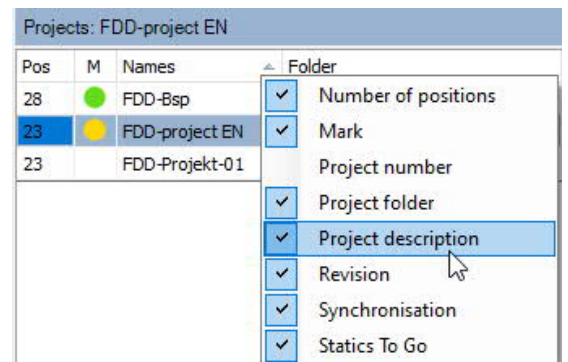 Projects: FDD-project EN
Pos M Names Folder
28 FDD-Bsp
23 FDD-project EN
23 FDD-Projekt-01
Number of positions
Mark
Project number
Project folder
Project description
Revision
Synchronisation
Statics To Go